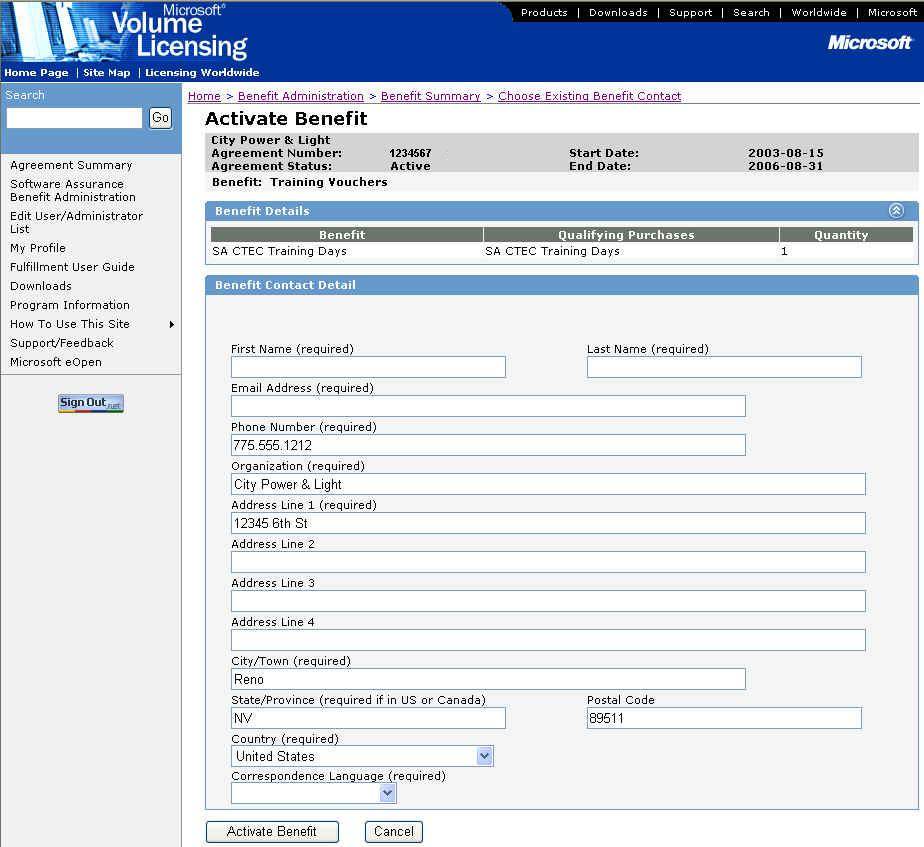 Microsoft®
Volume
Licensing
Products | Downloads | Support | Search | Worldwide | Microsoft
Microsoft
Home Page | Site Map | Licensing Worldwide
Search
Go
Agreement Summary
Software Assurance
Benefit Administration
Edit User/Administrator
List
My Profile
Fulfillment User Guide
Downloads
Program Information
How To Use This Site
Support/Feedback
Microsoft eOpen
Sign Out .net
Home > Benefit Administration > Benefit Summary > Choose Existing Benefit Contact
Activate Benefit
City Power & Light
Agreement Number: 1234567 Start Date: 2003-08-15
Agreement Status: Active End Date: 2006-08-31
Benefit: Training Vouchers
Benefit Details
Benefit Qualifying Purchases Quantity
SA CTEC Training Days SA CTEC Training Days 1
Benefit Contact Detail
First Name (required) Last Name (required)
Email Address (required)
Phone Number (required)
775.555.1212
Organization (required)
City Power & Light
Address Line 1 (required)
12345 6th St
Address Line 2
Address Line 3
Address Line 4
City/Town (required)
Reno
State/Province (required if in US or Canada) Postal Code
NV 89511
Country (required)
United States
Correspondence Language (required)
Activate Benefit Cancel